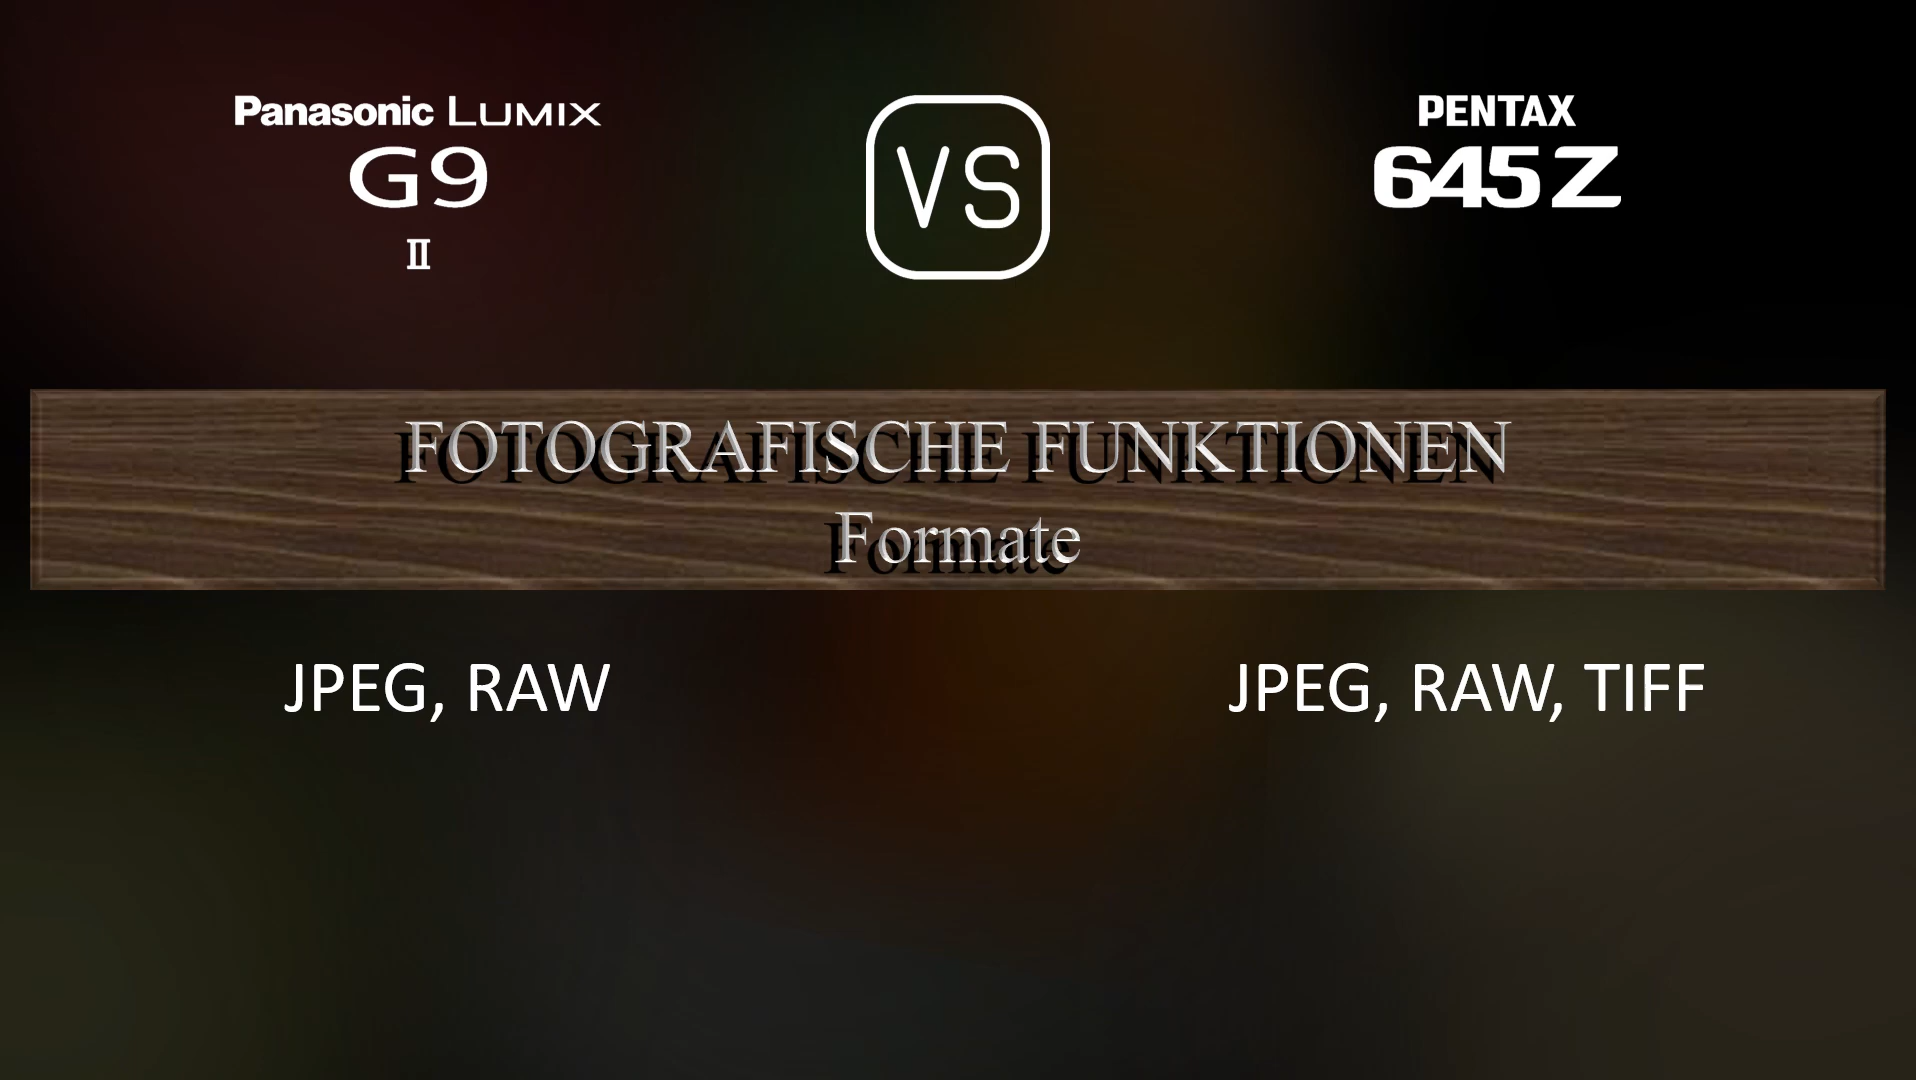 Panasonic LUMIX
G9
II
VS
PENTAX
645Z
FOTOGRAFISCHE FUNKTIONEN
Formate
JPEG, RAW
JPEG, RAW, TIFF